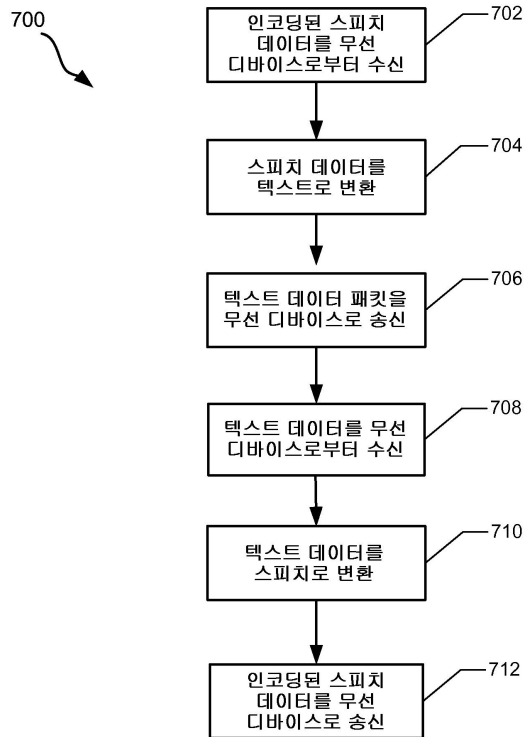 700
인코딩된 스피치
데이터를 무선
디바이스로부터 수신
702
스피치 데이터를
텍스트로 변환
704
텍스트 데이터 패킷을
무선 디바이스로 송신
706
텍스트 데이터를 무선
디바이스로부터 수신
708
텍스트 데이터를
스피치로 변환
710
인코딩된 스피치
데이터를 무선
디바이스로 송신
712